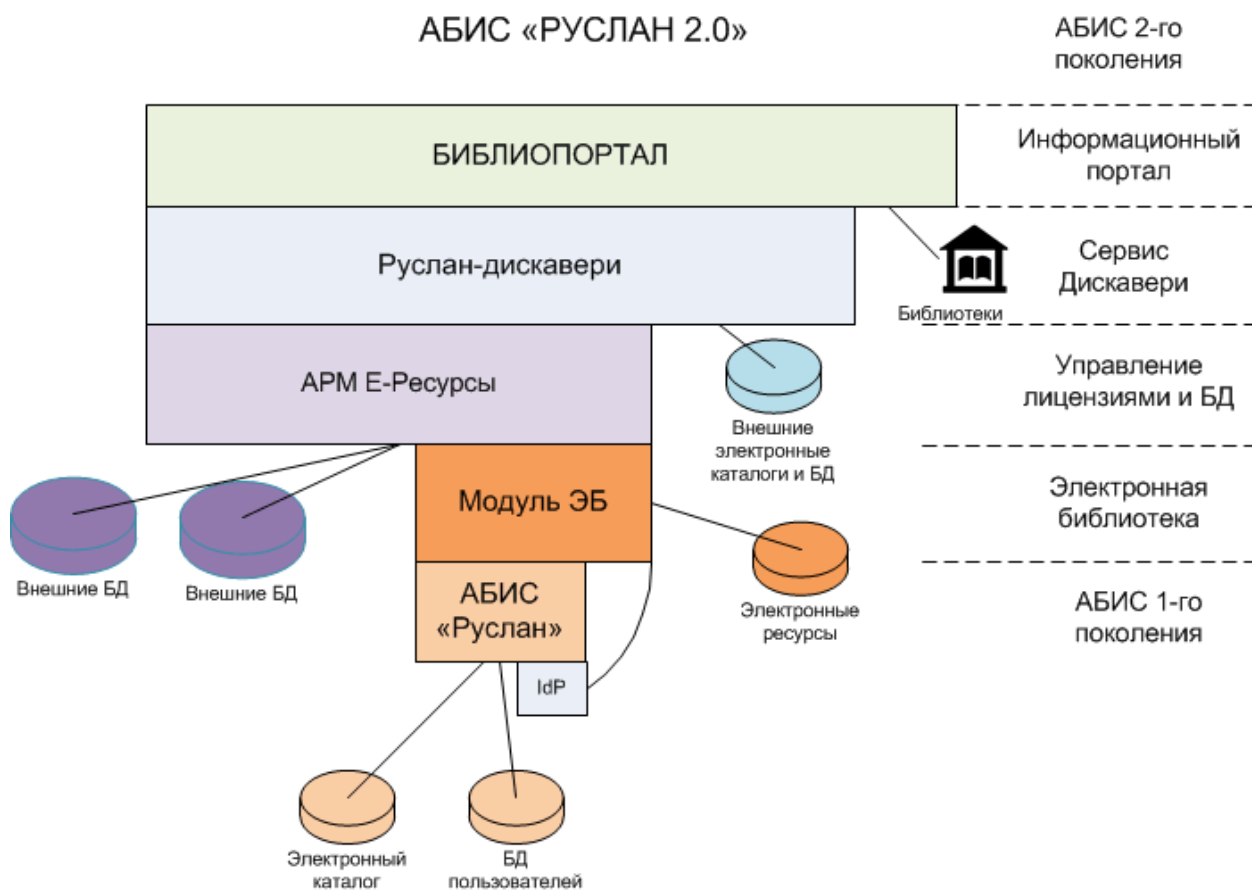 АБИС «РУСЛАН 2.0»
АБИС 2-го
поколения
БИБЛИОПОРТАЛ
Информационный
портал
Руслан-дискавери
Библиотеки
Сервис
Дискавери
АРМ Е-Ресурсы
Внешние
электронные
каталоги и БД
Управление
лицензиями и БД
Внешние БД
Внешние БД
Модуль ЭБ
Электронные
ресурсы
Электронная
библиотека
АБИС
«Руслан»
IdP
АБИС 1-го
поколения
Электронный
каталог
БД
пользователей